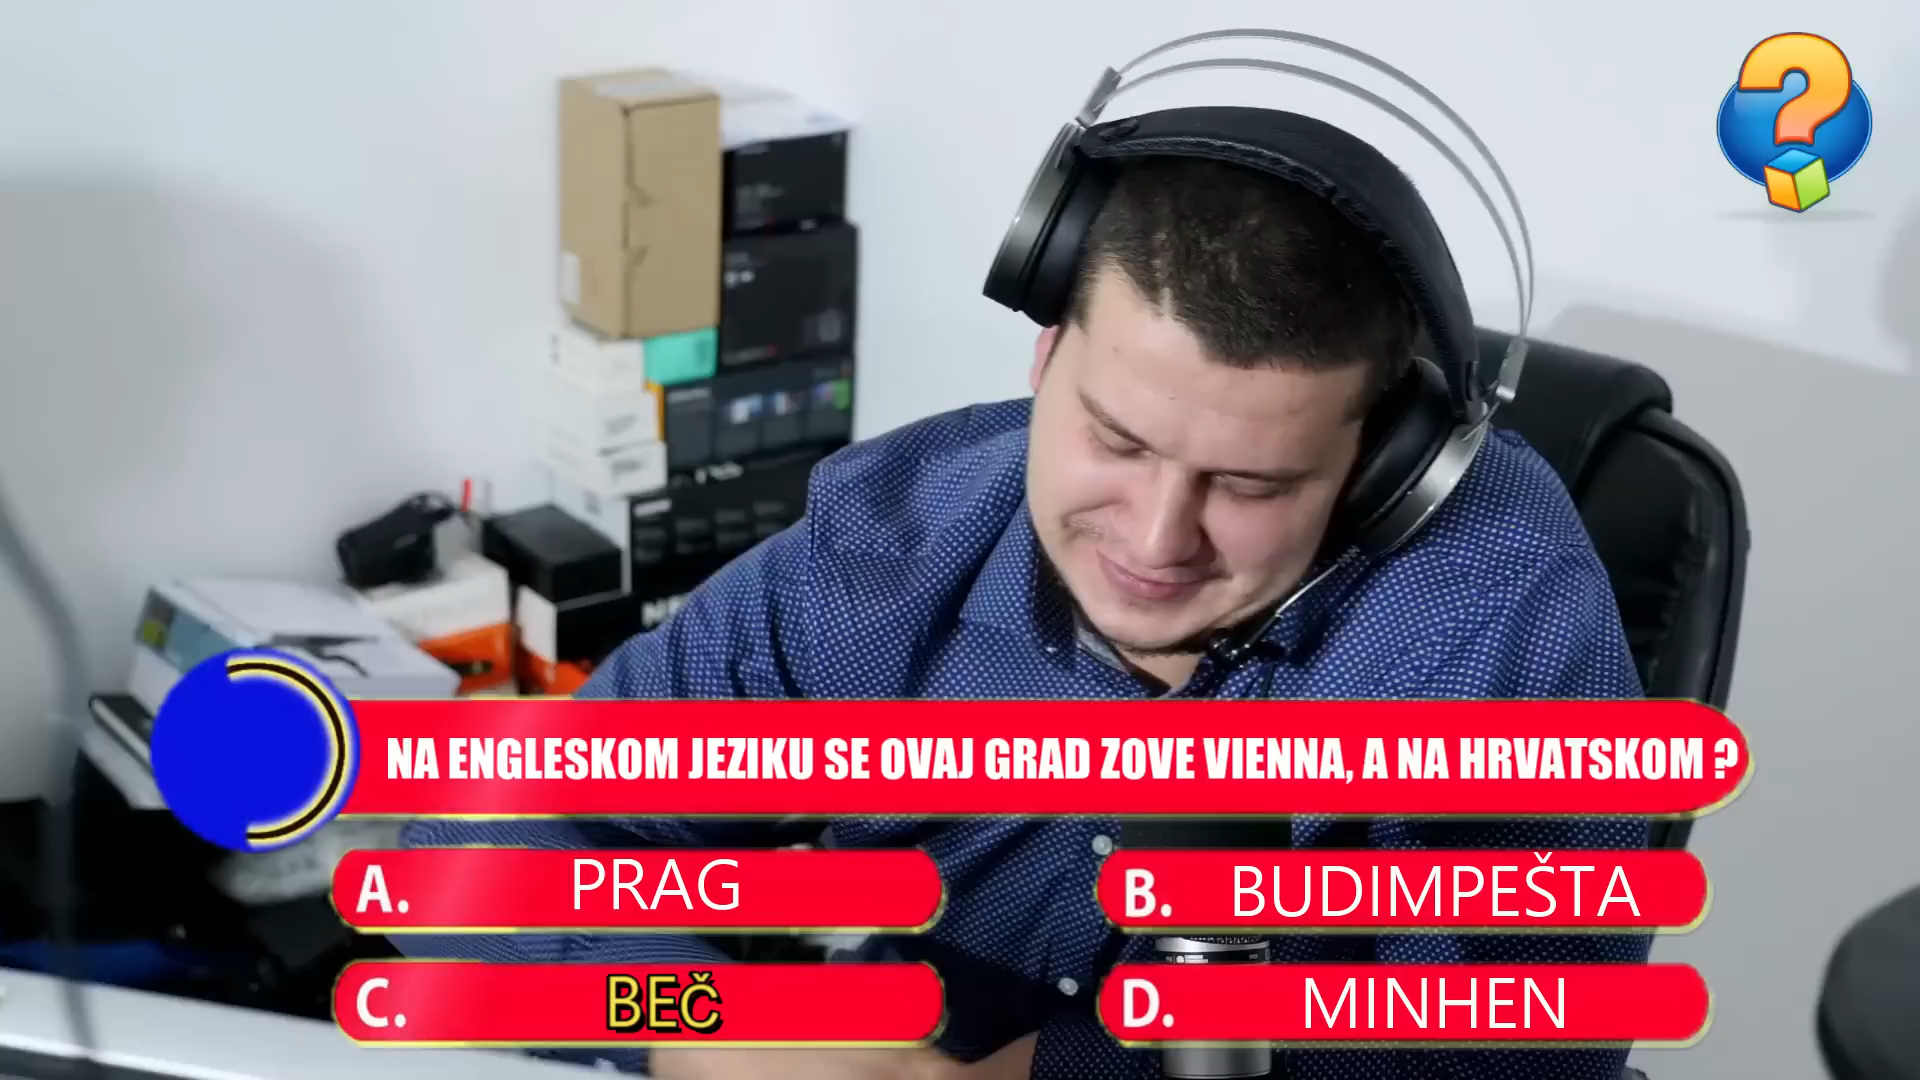 NA ENGLESKOM JEZIKU SE OVAJ GRAD ZOVE VIENNA, A NA HRVATSKOM ?
A. PRAG
B. BUDIMPEŠTA
C. BEČ
D. MINHEN